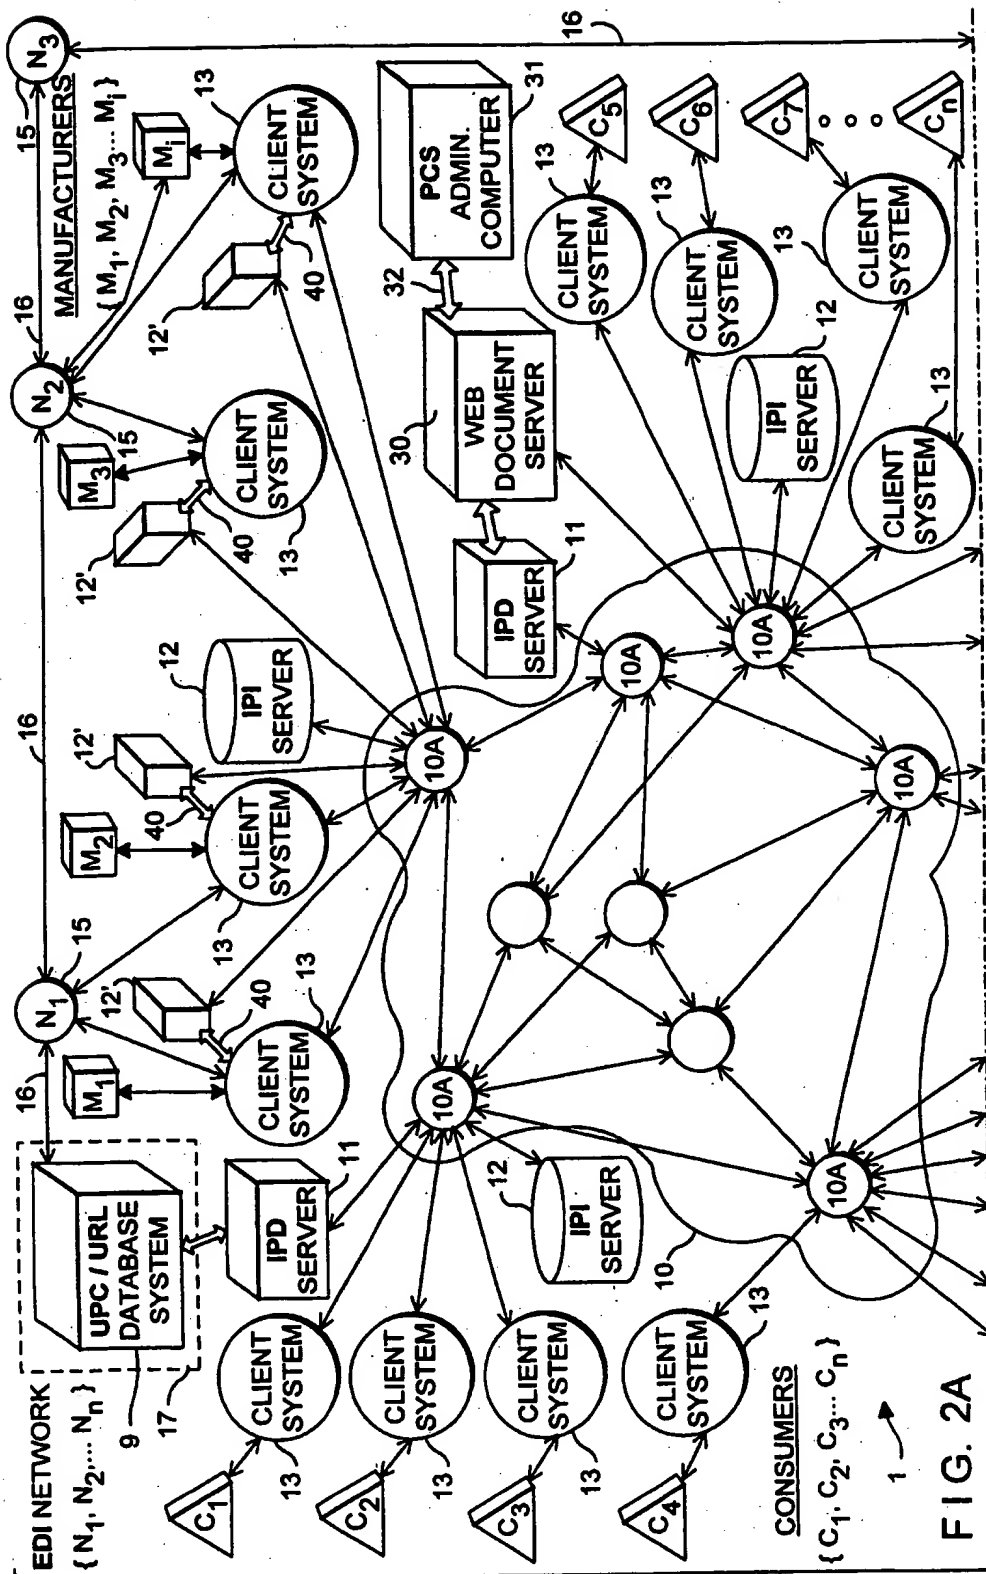 EDI NETWORK
{ N1, N2,... Nn }
9
17
UPC / URL
DATABASE
SYSTEM
16
N1
15
16
N2
15
16
N3
15
MANUFACTURERS
{ M1, M2, M3... Mi }
M1
12'
40
CLIENT
SYSTEM
13
M2
12'
40
CLIENT
SYSTEM
13
IPI
SERVER
12
M3
12'
40
CLIENT
SYSTEM
13
Mi
12'
40
CLIENT
SYSTEM
13
16
IPD
SERVER
11
C1
CLIENT
SYSTEM
13
C2
CLIENT
SYSTEM
13
C3
CLIENT
SYSTEM
13
C4
CLIENT
SYSTEM
13
IPI
SERVER
12
10
10A
10A
10A
10A
10A
10A
IPD
SERVER
11
WEB
DOCUMENT
SERVER
30
32
PCS
ADMIN.
COMPUTER
31
CLIENT
SYSTEM
13
C5
CLIENT
SYSTEM
13
C6
CLIENT
SYSTEM
13
C7
IPI
SERVER
12
CLIENT
SYSTEM
13
Cn
CONSUMERS
{ C1, C2, C3... Cn }
1
FIG. 2A